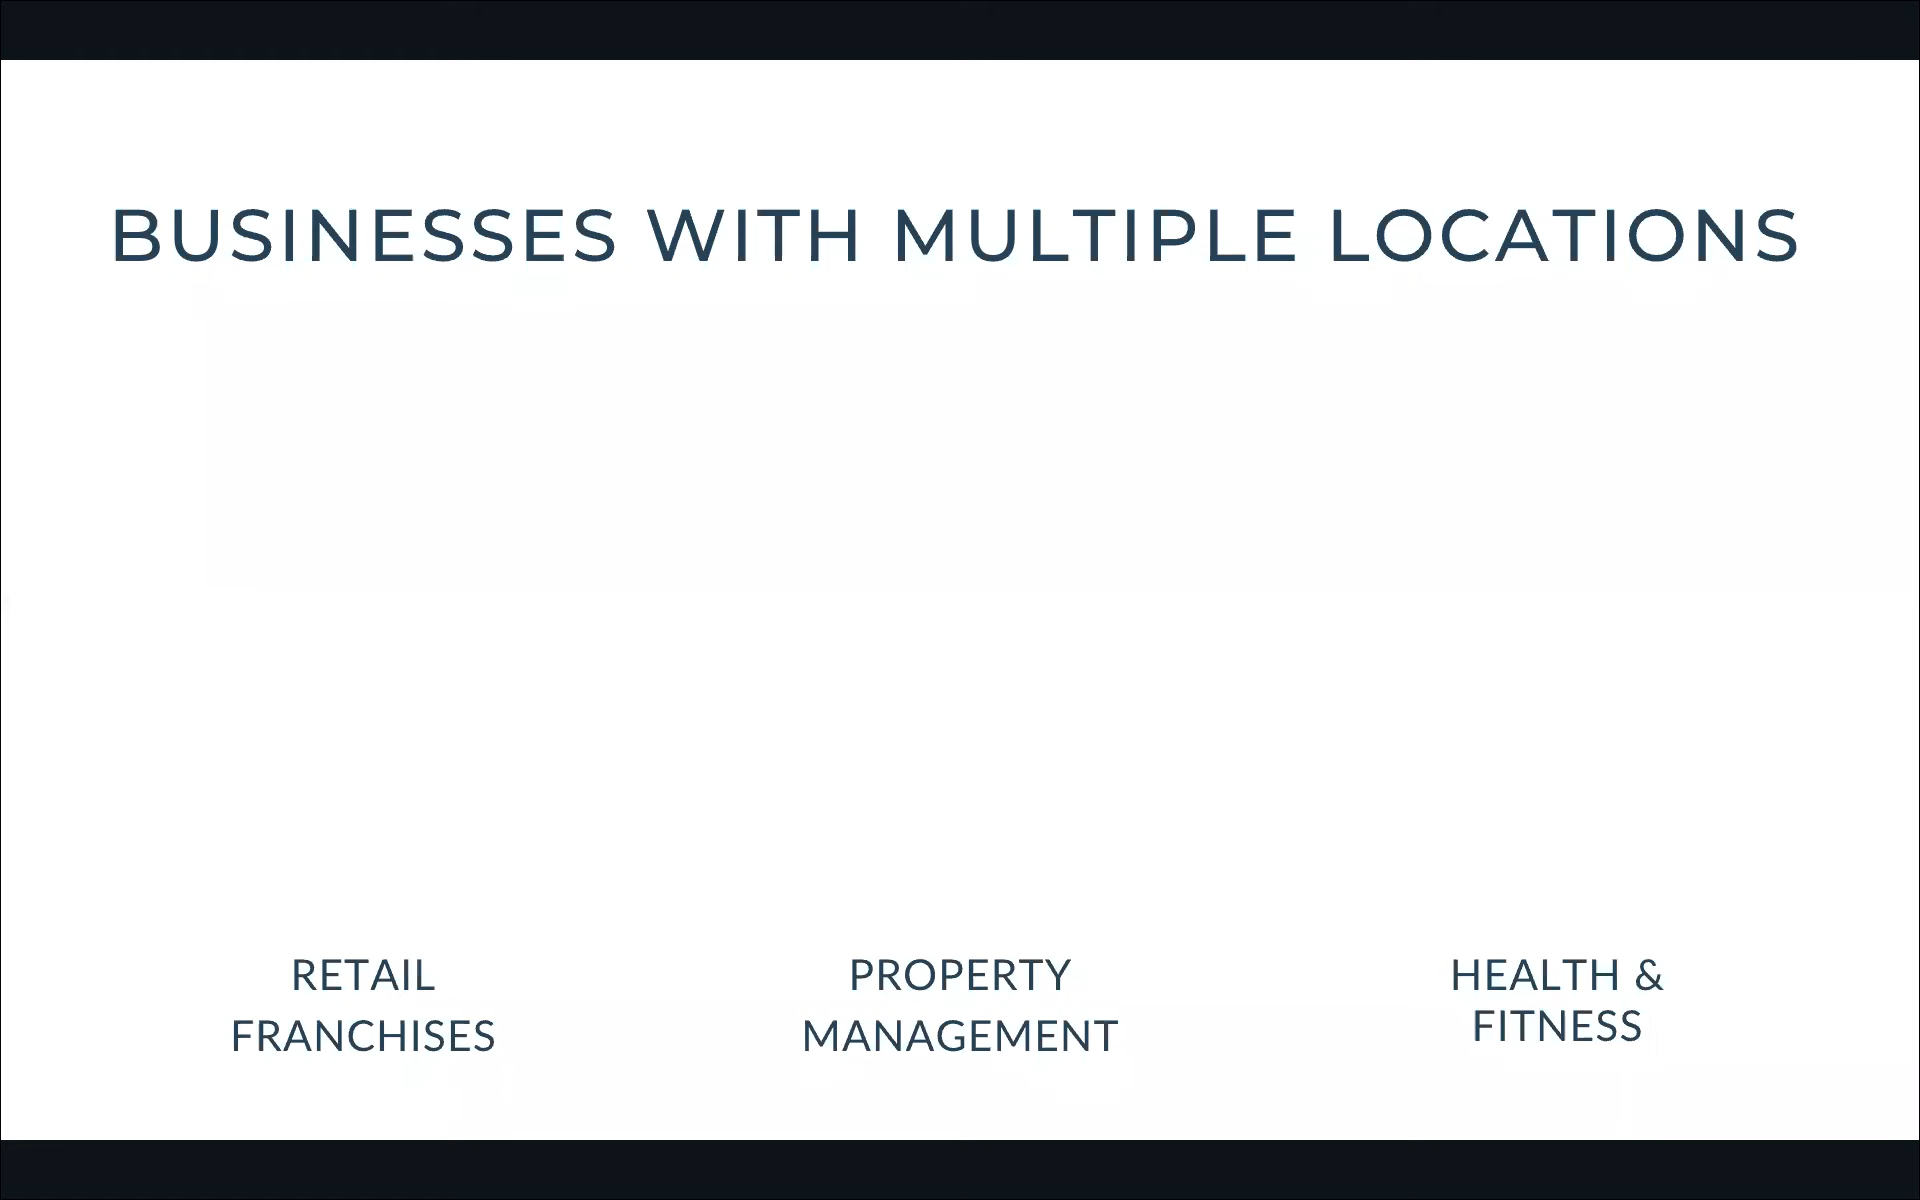 BUSINESSES WITH MULTIPLE LOCATIONS
RETAIL
FRANCHISES
PROPERTY
MANAGEMENT
HEALTH &
FITNESS